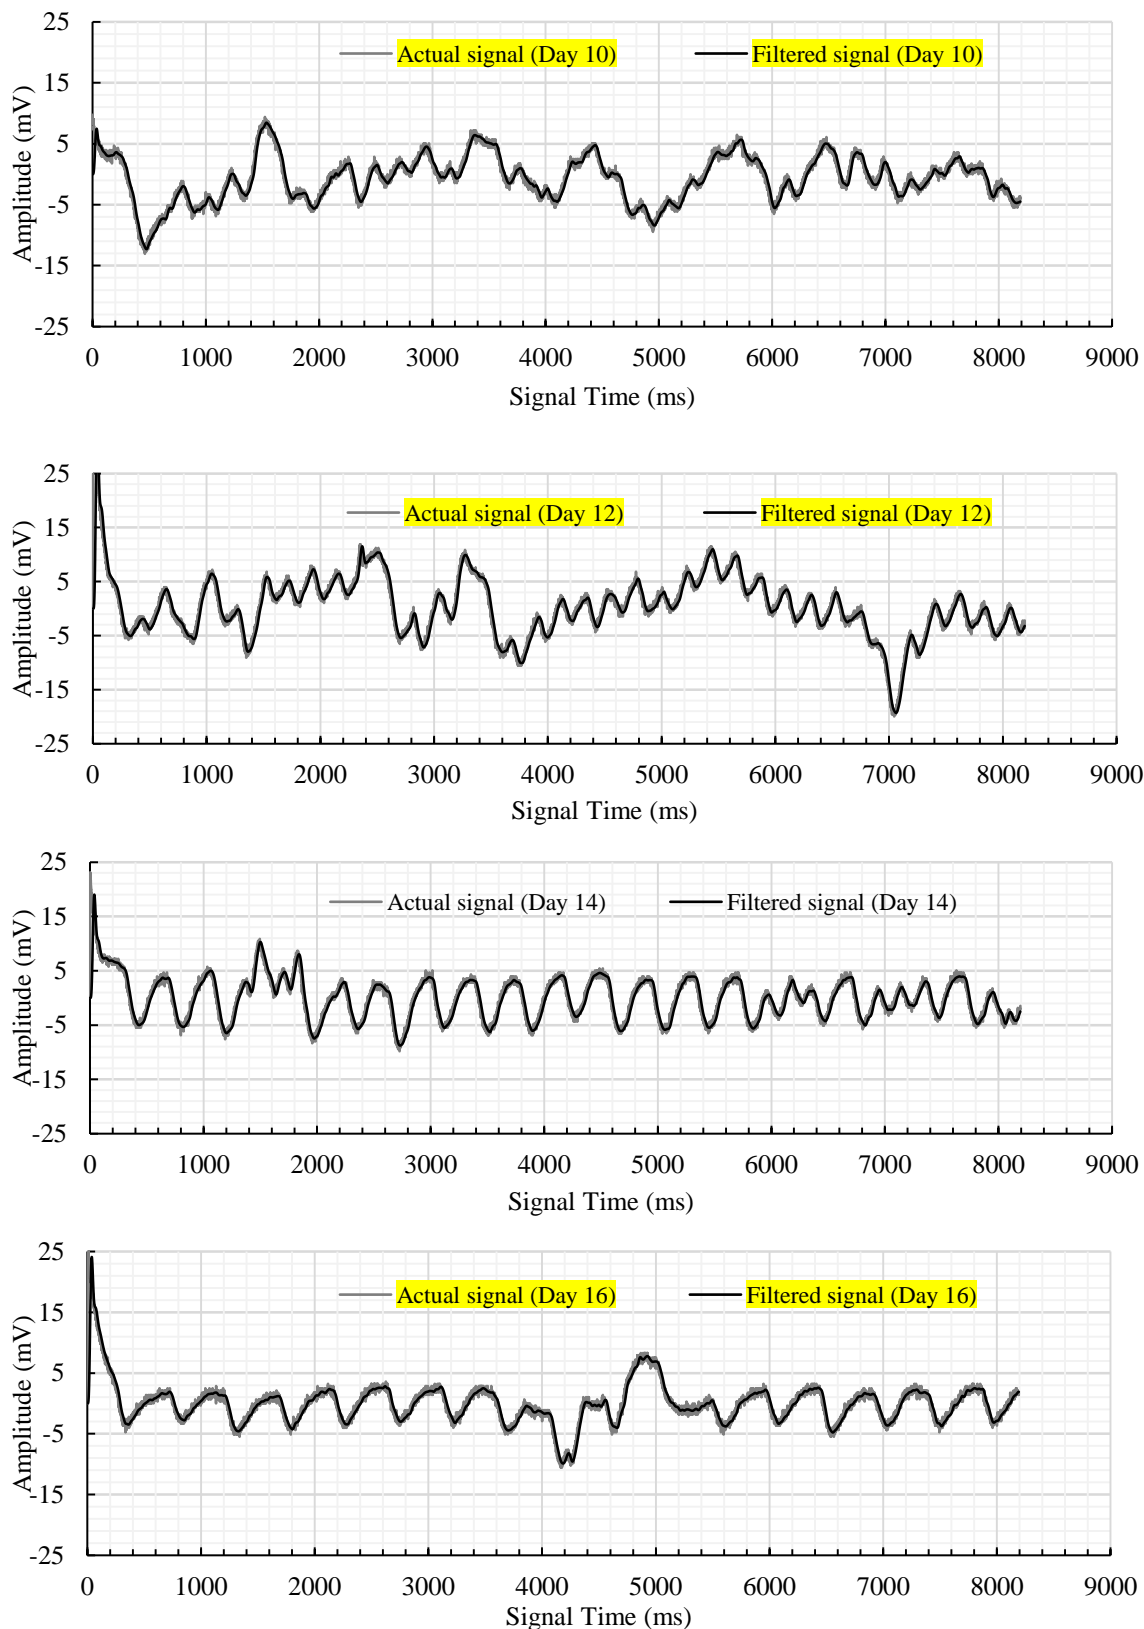 25
Actual signal (Day 10) Filtered signal (Day 10)
15
5
-5
-15
-25
Amplitude (mV)
0 1000 2000 3000 4000 5000 6000 7000 8000 9000
Signal Time (ms)
25
Actual signal (Day 12) Filtered signal (Day 12)
15
5
-5
-15
-25
Amplitude (mV)
0 1000 2000 3000 4000 5000 6000 7000 8000 9000
Signal Time (ms)
25
Actual signal (Day 14) Filtered signal (Day 14)
15
5
-5
-15
-25
Amplitude (mV)
0 1000 2000 3000 4000 5000 6000 7000 8000 9000
Signal Time (ms)
25
Actual signal (Day 16) Filtered signal (Day 16)
15
5
-5
-15
-25
Amplitude (mV)
0 1000 2000 3000 4000 5000 6000 7000 8000 9000
Signal Time (ms)